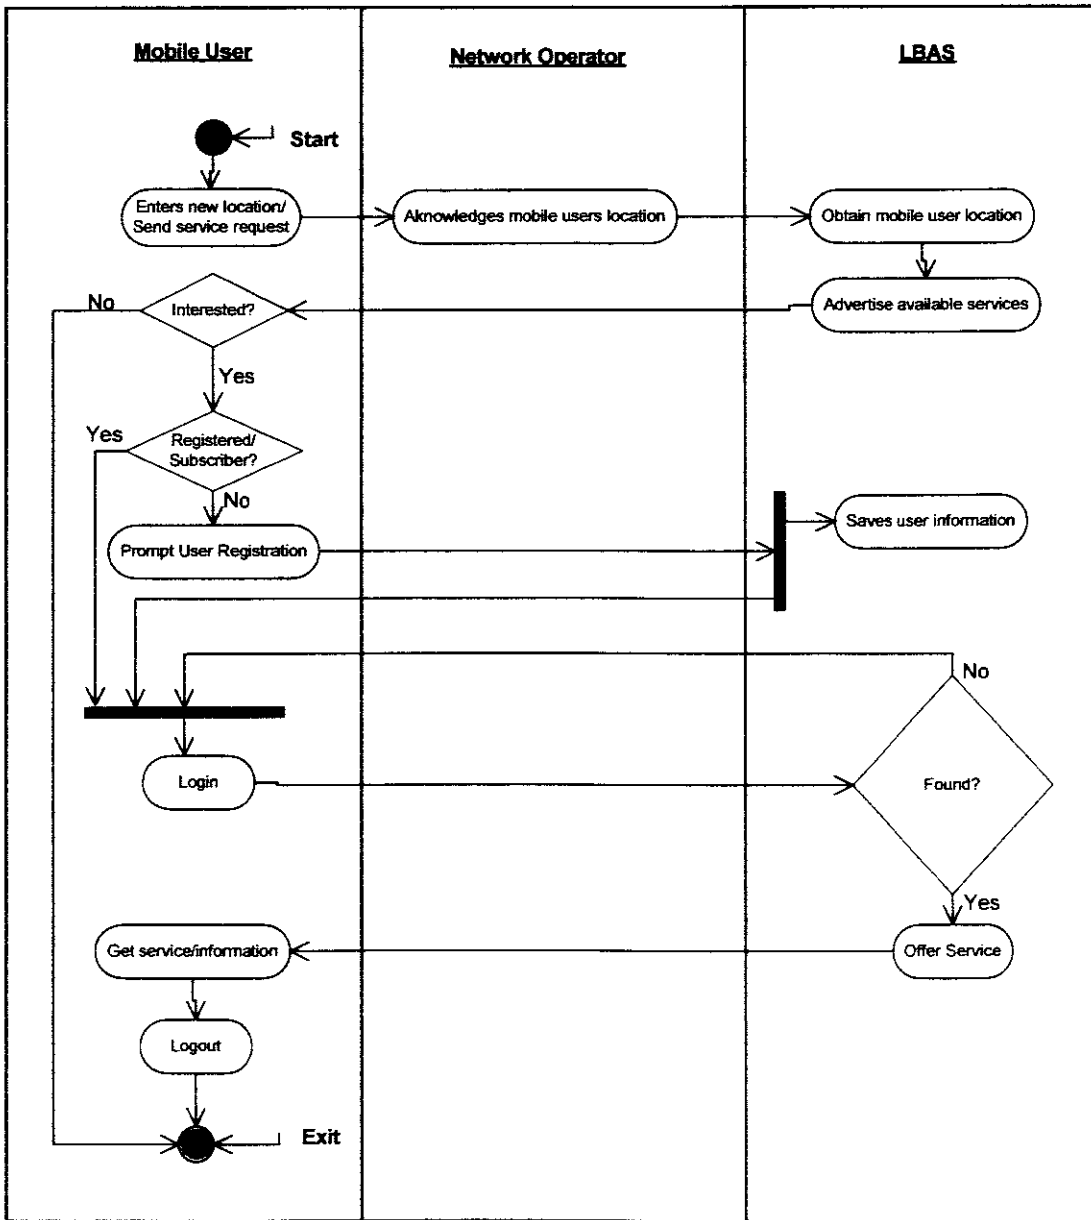 Mobile User
Network Operator
LBAS
Start
Enters new location/
Send service request
Aknowledges mobile users location
Obtain mobile user location
No
Interested?
Advertise available services
Yes
Yes
Registered/
Subscriber?
No
Saves user information
Prompt User Registration
No
Login
Found?
Yes
Get service/information
Offer Service
Logout
Exit